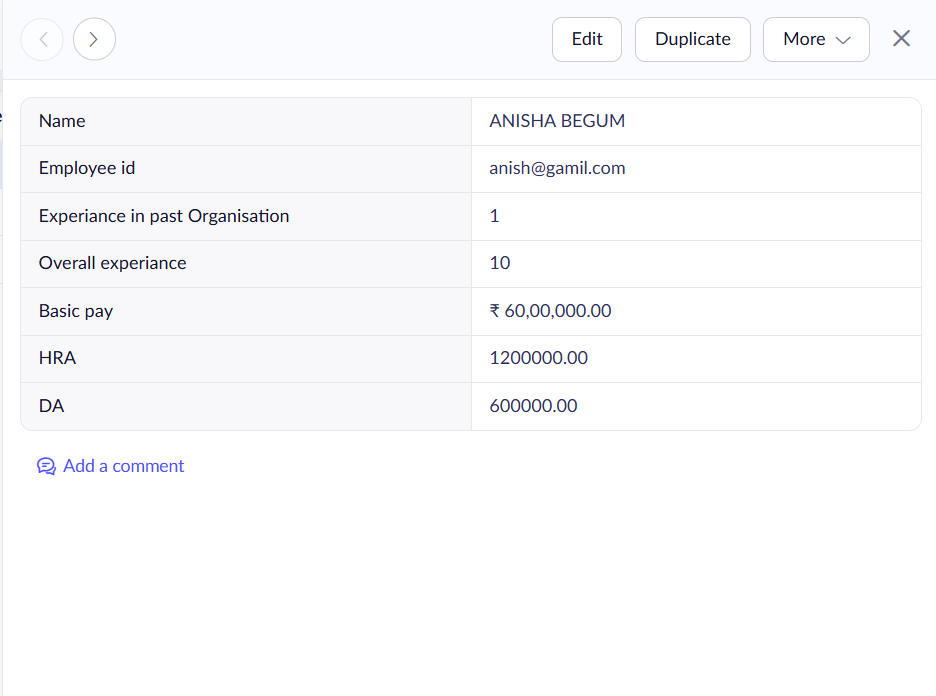 Edit Duplicate More
Name ANISHA BEGUM
Employee id anish@gamil.com
Experiance in past Organisation 1
Overall experiance 10
Basic pay ₹ 60,00,000.00
HRA 1200000.00
DA 600000.00
Add a comment